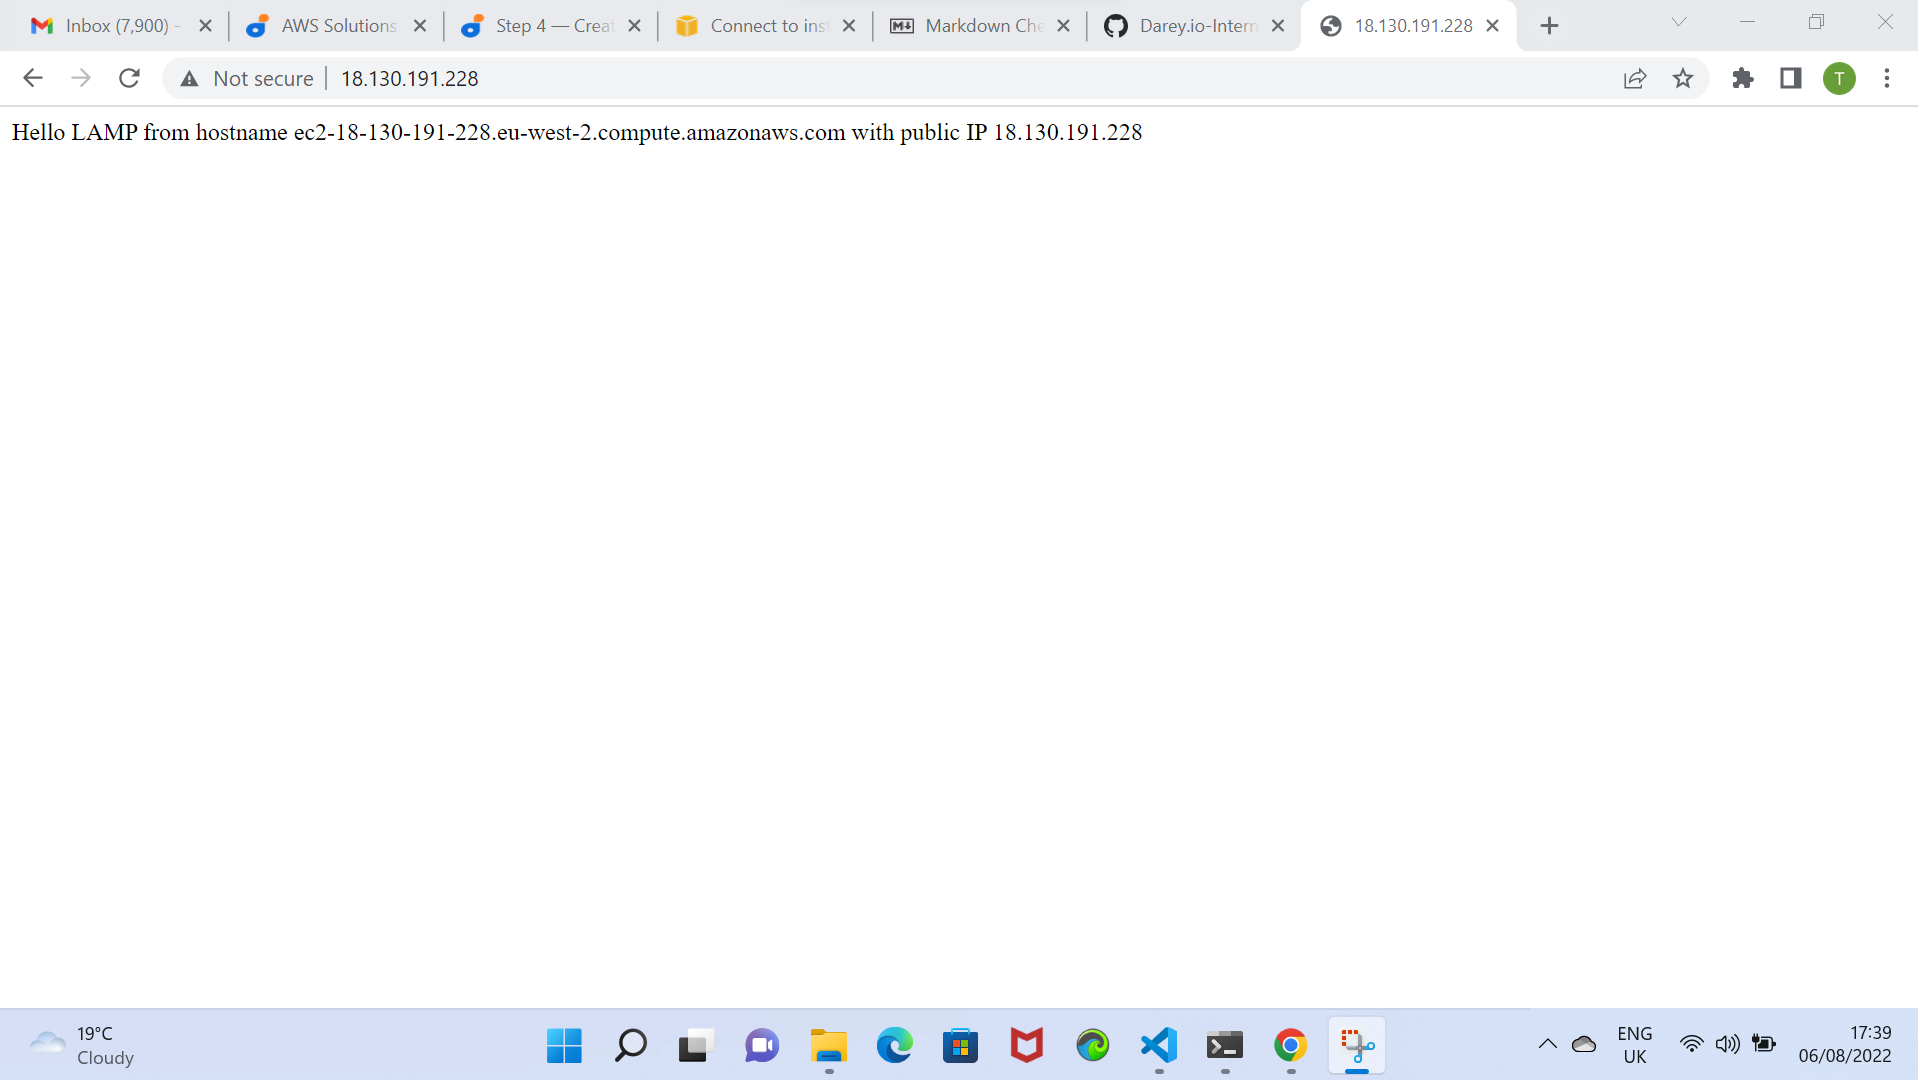 Inbox (7,900) -
AWS Solutions
Step 4 — Creat
Connect to inst
Markdown Che
Darey.io-Intern
18.130.191.228
Not secure
18.130.191.228
T
Hello LAMP from hostname ec2-18-130-191-228.eu-west-2.compute.amazonaws.com with public IP 18.130.191.228
19°C
Cloudy
ENG
UK
17:39
06/08/2022